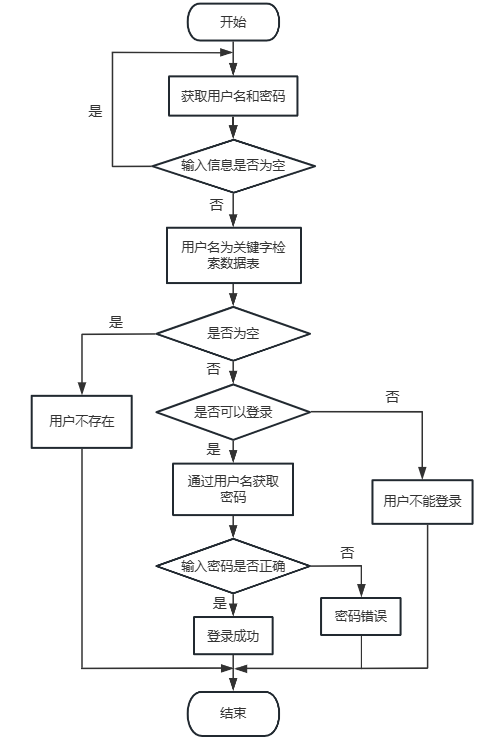 开始
获取用户名和密码
是
输入信息是否为空
否
用户名为关键字检
索数据表
是
是否为空
否
否
是否可以登录
用户不存在
是
通过用户名获取
密码
用户不能登录
否
输入密码是否正确
是
密码错误
登录成功
结束